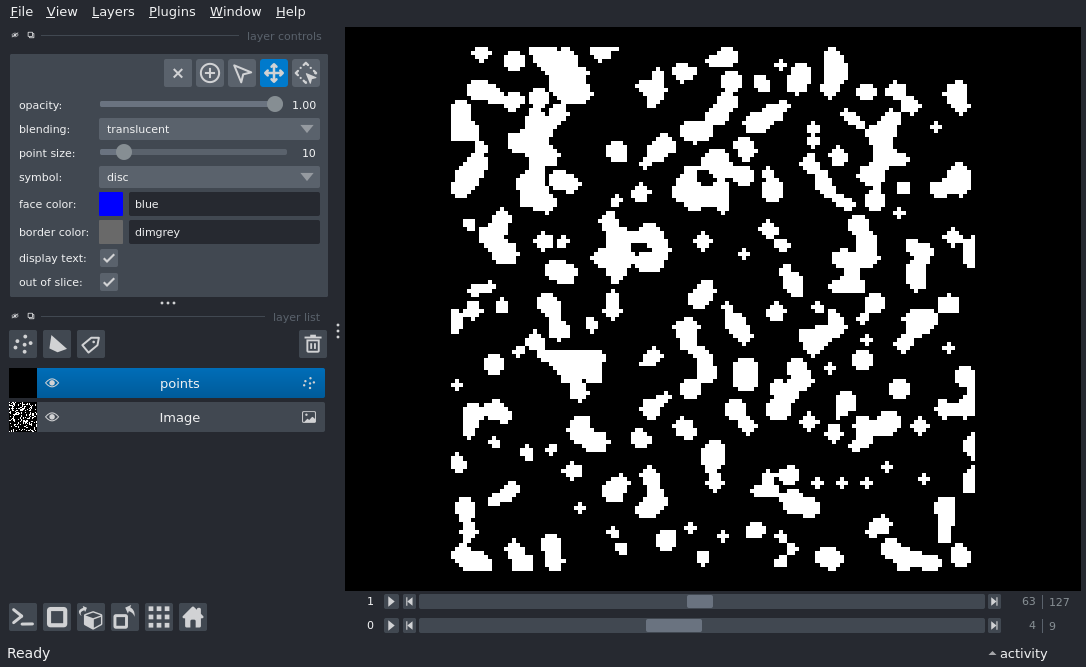 File View Layers Plugins Window Help
layer controls
opacity: 1.00
blending: translucent
point size: 10
symbol: disc
face color: blue
border color: dimgrey
display text:
out of slice:
layer list
points
Image
1 63 127
0 4 9
Ready activity